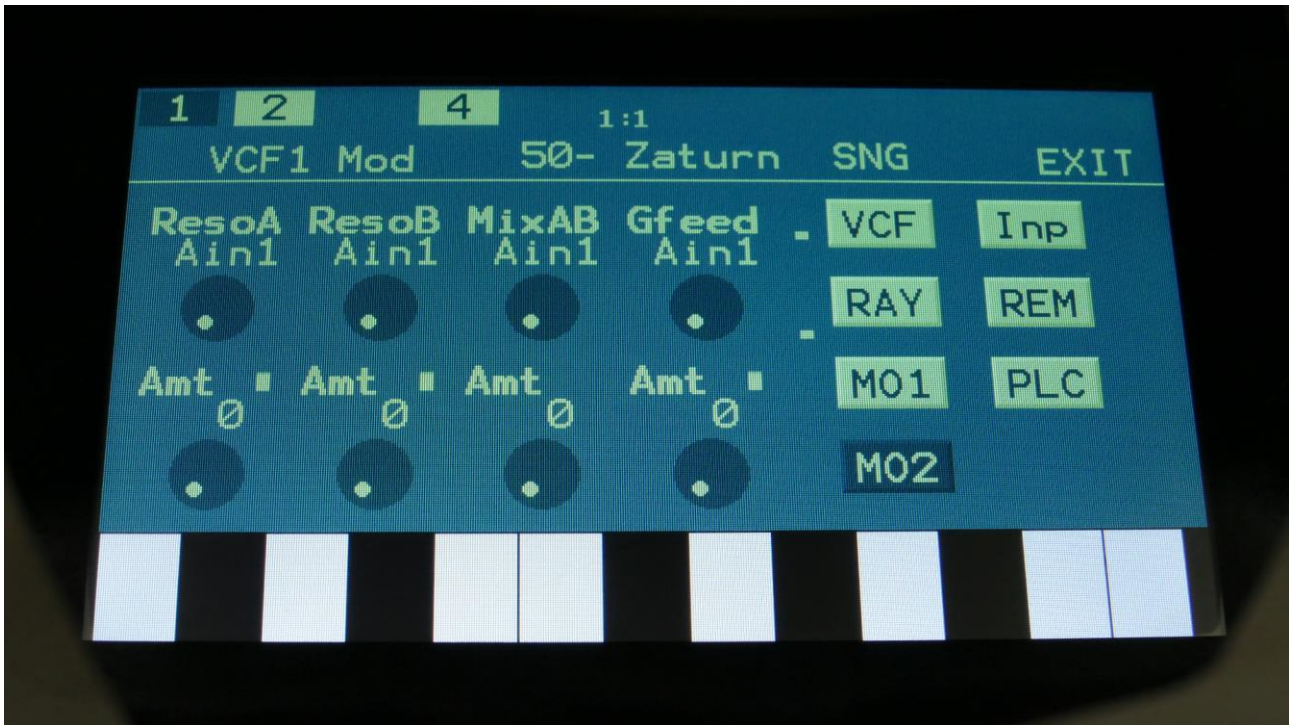 1 2 4 1:1
VCF1 Mod 50- Zaturn SNG EXIT
ResoA ResoB MixAB Gfeed VCF Inp
Ain1 Ain1 Ain1 Ain1
RAY REM
Amt Amt Amt Amt MO1 PLC
0 0 0 0
MO2